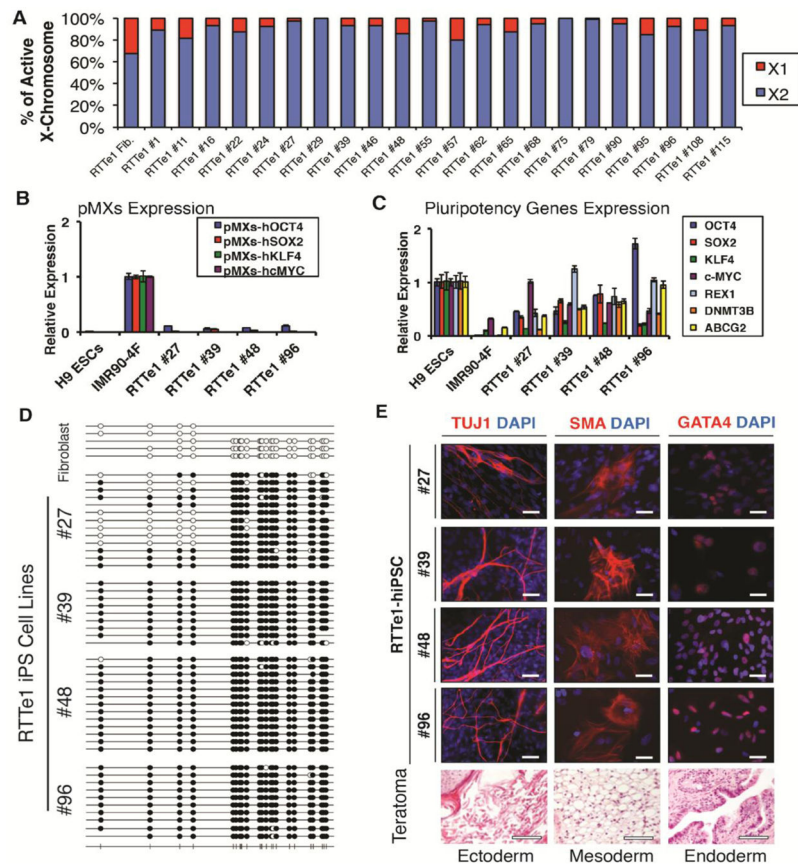 A
% of Active
X-Chromosome
100%
80%
60%
40%
20%
0%
X1
X2
RTTe1 Fib.
RTTe1 #1
RTTe1 #11
RTTe1 #16
RTTe1 #22
RTTe1 #24
RTTe1 #27
RTTe1 #29
RTTe1 #39
RTTe1 #46
RTTe1 #48
RTTe1 #55
RTTe1 #57
RTTe1 #62
RTTe1 #65
RTTe1 #68
RTTe1 #75
RTTe1 #79
RTTe1 #90
RTTe1 #95
RTTe1 #96
RTTe1 #108
RTTe1 #115
B
pMXs Expression
Relative Expression
2
1
0
pMXs-hOCT4
pMXs-hSOX2
pMXs-hKLF4
pMXs-hcMYC
H9 ESCs
IMR90-4F
RTTe1 #27
RTTe1 #39
RTTe1 #48
RTTe1 #96
C
Pluripotency Genes Expression
Relative Expression
2
1
0
OCT4
SOX2
KLF4
c-MYC
REX1
DNMT3B
ABCG2
H9 ESCs
IMR90-4F
RTTe1 #27
RTTe1 #39
RTTe1 #48
RTTe1 #96
D
Fibroblast
RTTe1 iPS Cell Lines
#27
#39
#48
#96
E
TUJ1 DAPI
SMA DAPI
GATA4 DAPI
RTTe1-hiPSC
#27
#39
#48
#96
Teratoma
Ectoderm
Mesoderm
Endoderm